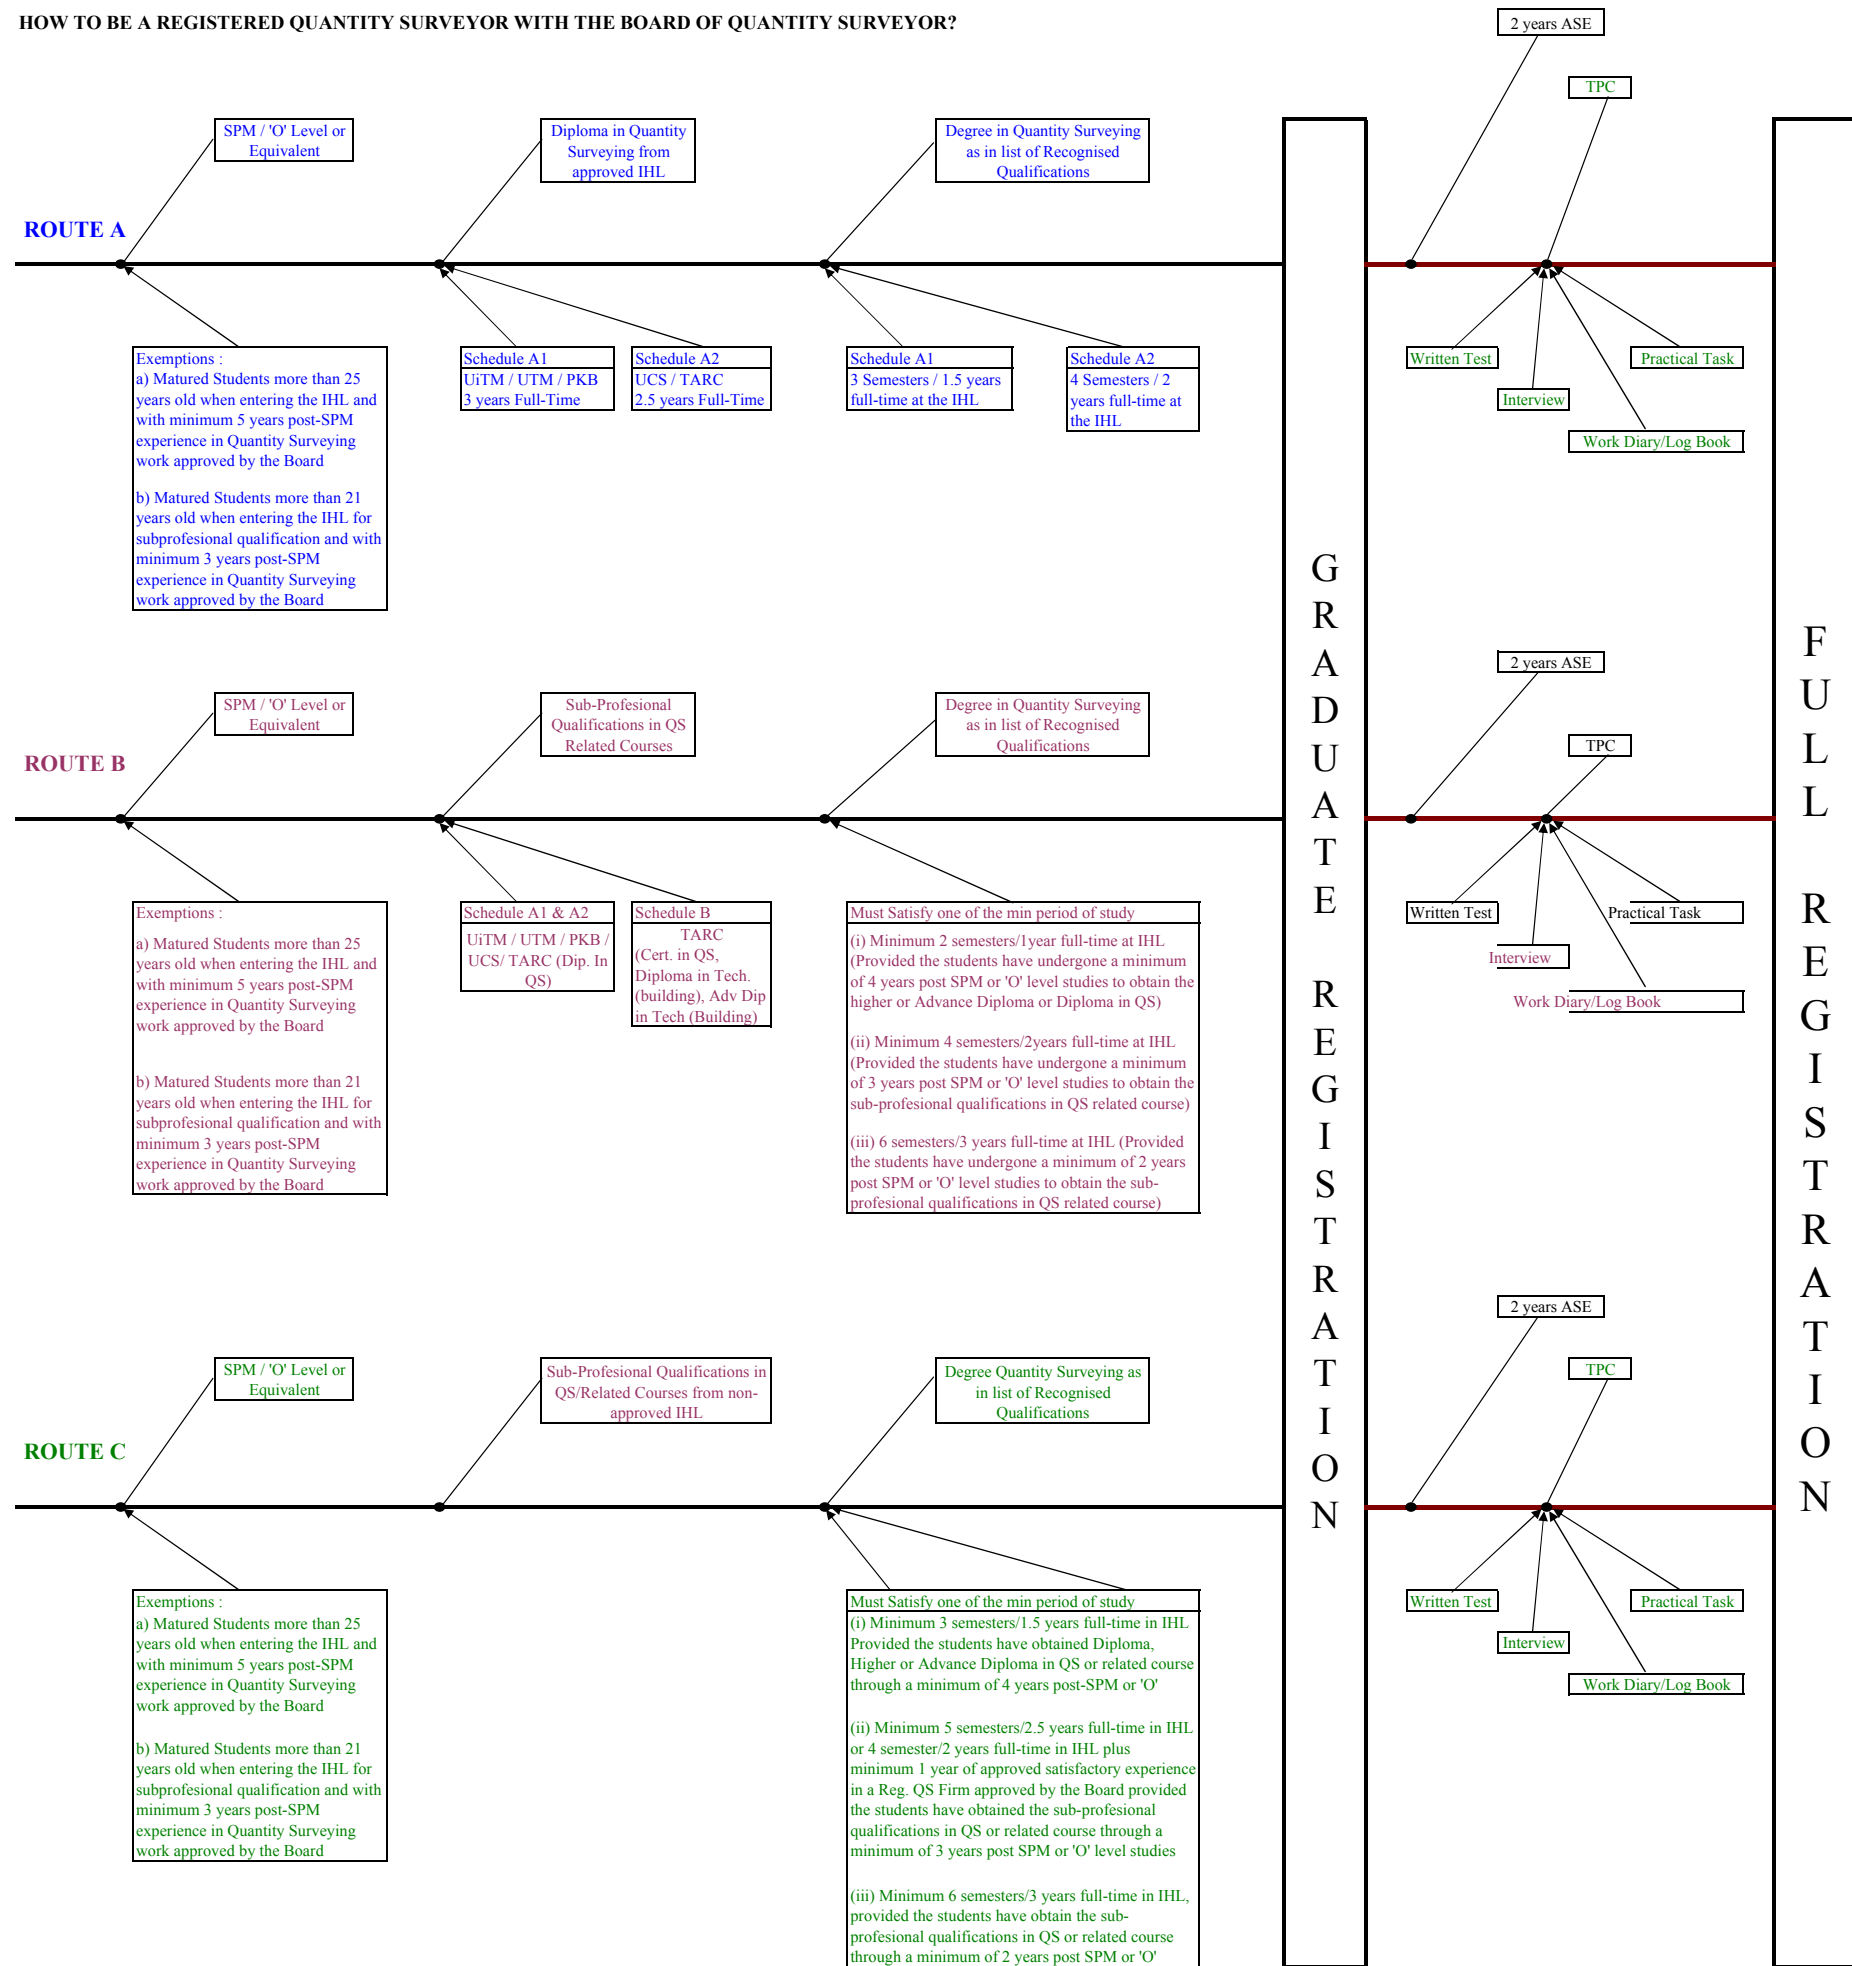 HOW TO BE A REGISTERED QUANTITY SURVEYOR WITH THE BOARD OF QUANTITY SURVEYOR?
2 years ASE
TPC
SPM / 'O' Level or
Equivalent
Diploma in Quantity
Surveying from
approved IHL
Degree in Quantity Surveying
as in list of Recognised
Qualifications
ROUTE A
Exemptions :
a) Matured Students more than 25
years old when entering the IHL and
with minimum 5 years post-SPM
experience in Quantity Surveying
work approved by the Board
b) Matured Students more than 21
years old when entering the IHL for
subprofesional qualification and with
minimum 3 years post-SPM
experience in Quantity Surveying
work approved by the Board
Schedule A1
UiTM / UTM / PKB
3 years Full-Time
Schedule A2
UCS / TARC
2.5 years Full-Time
Schedule A1
3 Semesters / 1.5 years
full-time at the IHL
Schedule A2
4 Semesters / 2
years full-time at
the IHL
Written Test
Practical Task
Interview
Work Diary/Log Book
GRADUATE REGISTRATION
FULL REGISTRATION
2 years ASE
TPC
SPM / 'O' Level or
Equivalent
Sub-Profesional
Qualifications in QS
Related Courses
Degree in Quantity Surveying
as in list of Recognised
Qualifications
ROUTE B
Exemptions :
a) Matured Students more than 25
years old when entering the IHL and
with minimum 5 years post-SPM
experience in Quantity Surveying
work approved by the Board
b) Matured Students more than 21
years old when entering the IHL for
subprofesional qualification and with
minimum 3 years post-SPM
experience in Quantity Surveying
work approved by the Board
Schedule A1 & A2
UiTM / UTM / PKB /
UCS/ TARC (Dip. In
QS)
Schedule B
TARC
(Cert. in QS,
Diploma in Tech.
(building), Adv Dip
in Tech (Building)
Must Satisfy one of the min period of study
(i) Minimum 2 semesters/1year full-time at IHL
(Provided the students have undergone a minimum
of 4 years post SPM or 'O' level studies to obtain the
higher or Advance Diploma or Diploma in QS)
(ii) Minimum 4 semesters/2years full-time at IHL
(Provided the students have undergone a minimum
of 3 years post SPM or 'O' level studies to obtain the
sub-profesional qualifications in QS related course)
(iii) 6 semesters/3 years full-time at IHL (Provided
the students have undergone a minimum of 2 years
post SPM or 'O' level studies to obtain the sub-
profesional qualifications in QS related course)
Written Test
Practical Task
Interview
Work Diary/Log Book
2 years ASE
TPC
SPM / 'O' Level or
Equivalent
Sub-Profesional Qualifications in
QS/Related Courses from non-
approved IHL
Degree Quantity Surveying as
in list of Recognised
Qualifications
ROUTE C
Exemptions :
a) Matured Students more than 25
years old when entering the IHL and
with minimum 5 years post-SPM
experience in Quantity Surveying
work approved by the Board
b) Matured Students more than 21
years old when entering the IHL for
subprofesional qualification and with
minimum 3 years post-SPM
experience in Quantity Surveying
work approved by the Board
Must Satisfy one of the min period of study
(i) Minimum 3 semesters/1.5 years full-time in IHL
Provided the students have obtained Diploma,
Higher or Advance Diploma in QS or related course
through a minimum of 4 years post-SPM or 'O'
(ii) Minimum 5 semesters/2.5 years full-time in IHL
or 4 semester/2 years full-time in IHL plus
minimum 1 year of approved satisfactory experience
in a Reg. QS Firm approved by the Board provided
the students have obtained the sub-profesional
qualifications in QS or related course through a
minimum of 3 years post SPM or 'O' level studies
(iii) Minimum 6 semesters/3 years full-time in IHL,
provided the students have obtain the sub-
profesional qualifications in QS or related course
through a minimum of 2 years post SPM or 'O'
Written Test
Practical Task
Interview
Work Diary/Log Book